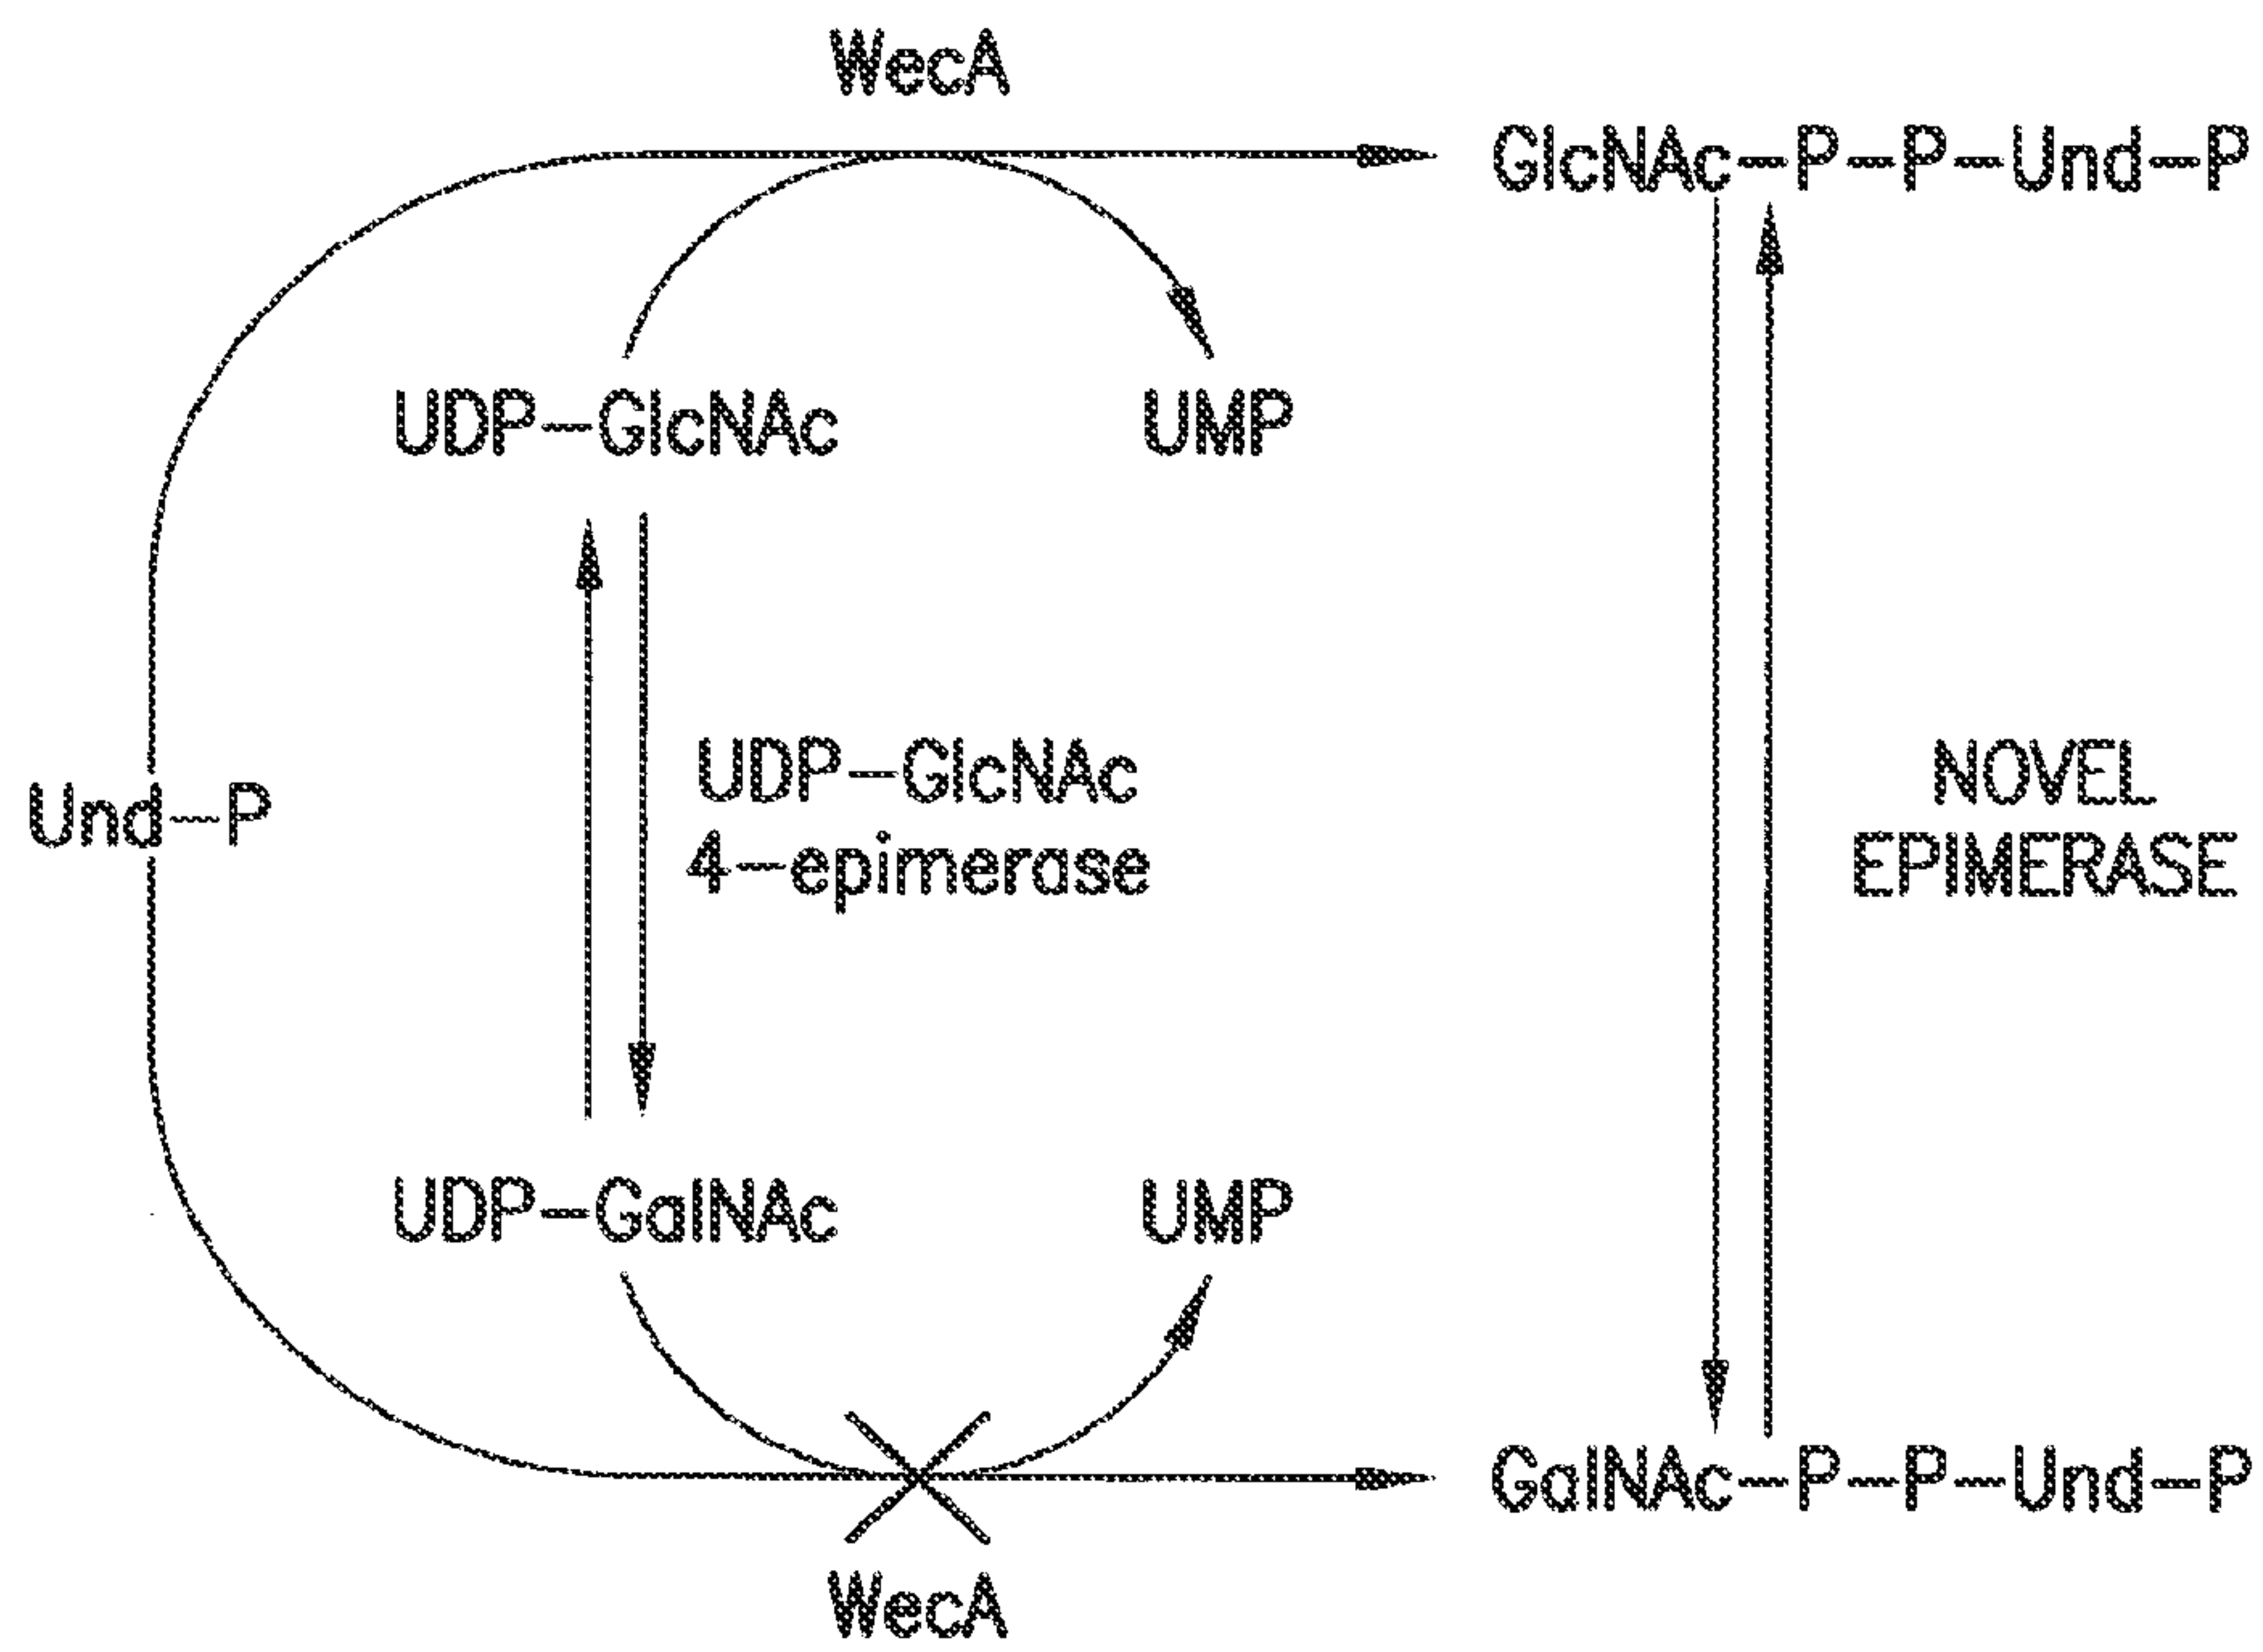 WecA
GlcNAc–P–P–Und–P
UDP–GlcNAc
UMP
Und–P
UDP–GlcNAc
4–epimerase
NOVEL
EPIMERASE
UDP–GalNAc
UMP
GalNAc–P–P–Und–P
WecA